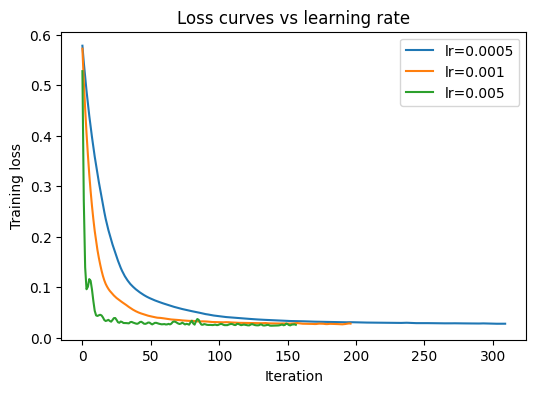 Loss curves vs learning rate
0.6
0.5
0.4
0.3
0.2
0.1
0.0
Training loss
lr=0.0005
lr=0.001
lr=0.005
0 50 100 150 200 250 300
Iteration